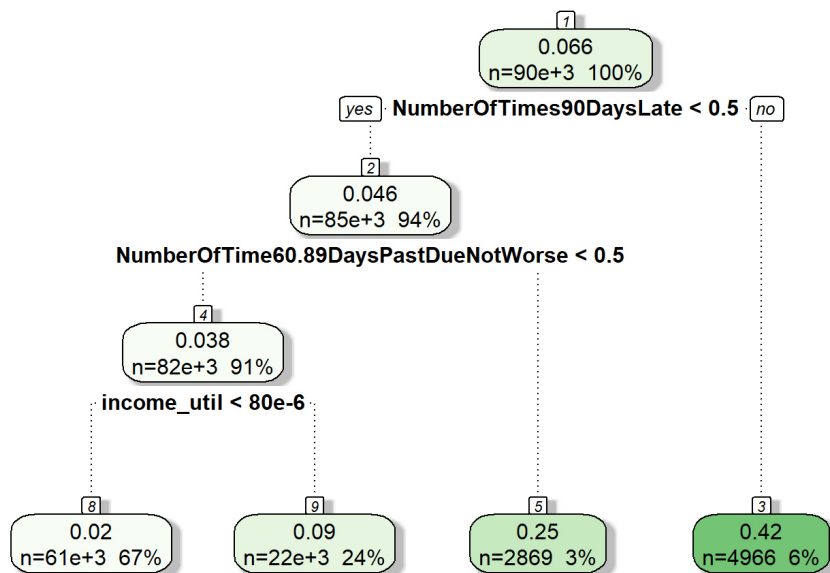 1
0.066
n=90e+3 100%
yes NumberOfTimes90DaysLate < 0.5 no
2
0.046
n=85e+3 94%
NumberOfTime60.89DaysPastDueNotWorse < 0.5
4
0.038
n=82e+3 91%
income_util < 80e-6
8
0.02
n=61e+3 67%
9
0.09
n=22e+3 24%
5
0.25
n=2869 3%
3
0.42
n=4966 6%